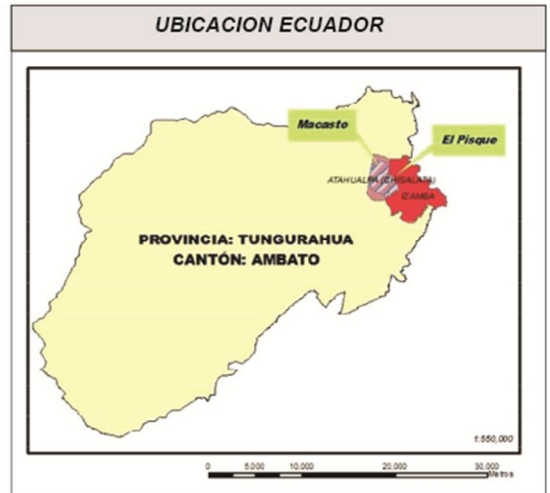 UBICACION ECUADOR
Macasto
El Pisque
ATAHUALPA (CHISALATA)
IZAMBA
PROVINCIA: TUNGURAHUA
CANTÓN: AMBATO
1:550,000
0 5.000 10.000 20.000 30.000
Metros